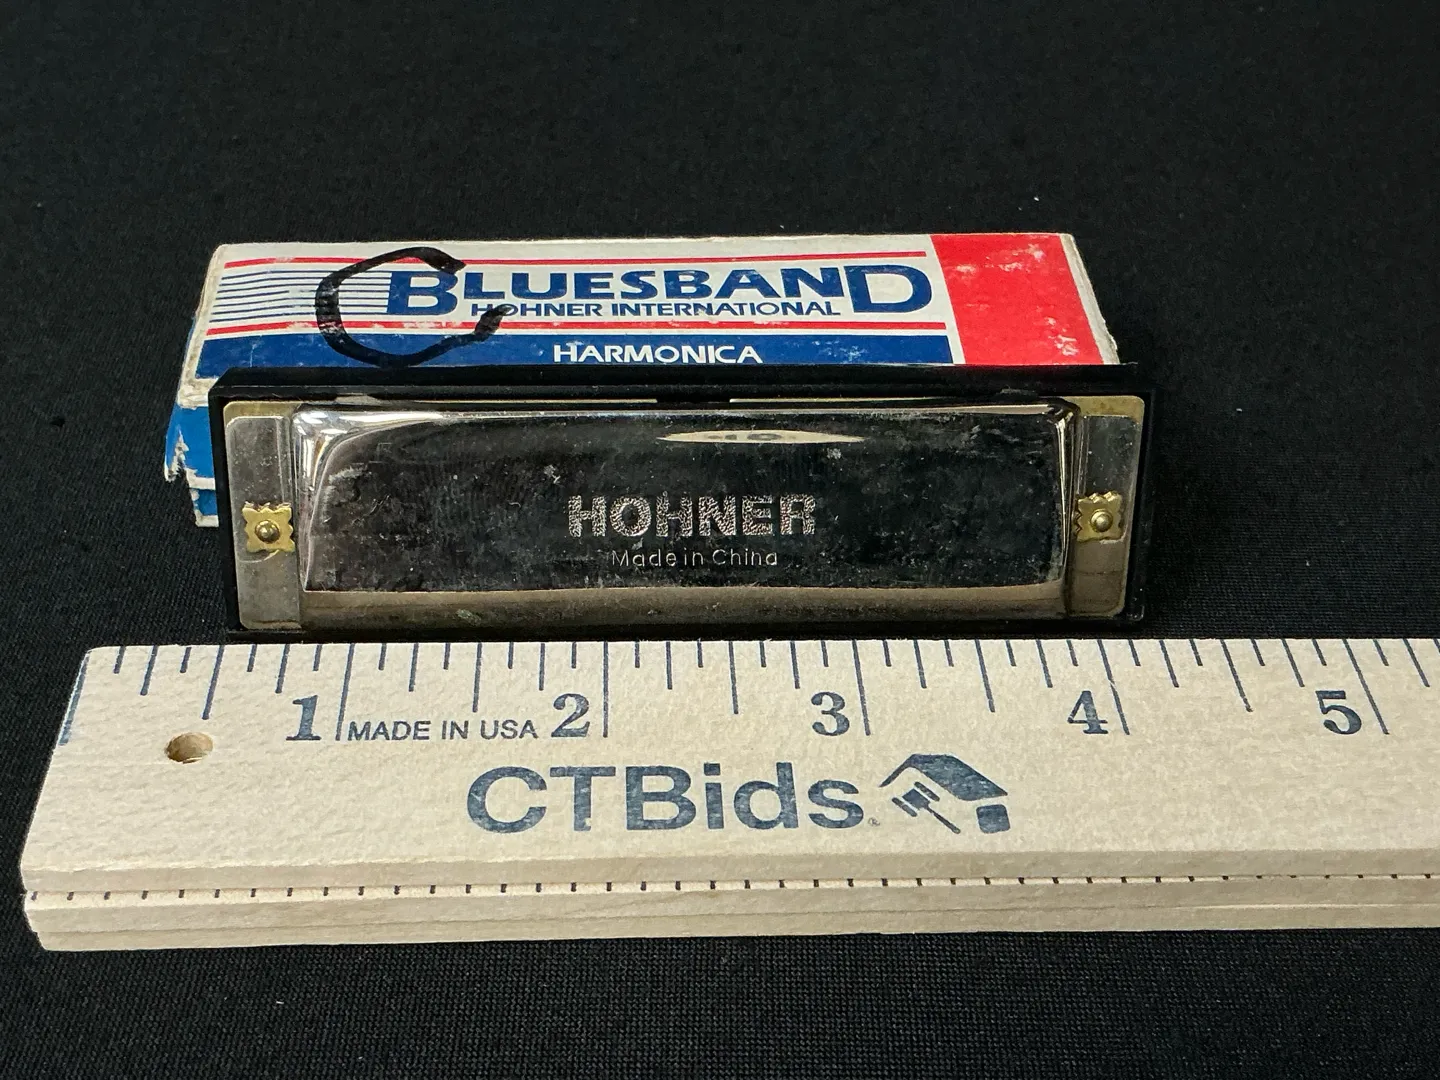 C
BLUESBAND
HOHNER INTERNATIONAL
HARMONICA
HOHNER
Made in China
1 2 3 4 5
MADE IN USA
CTBids®